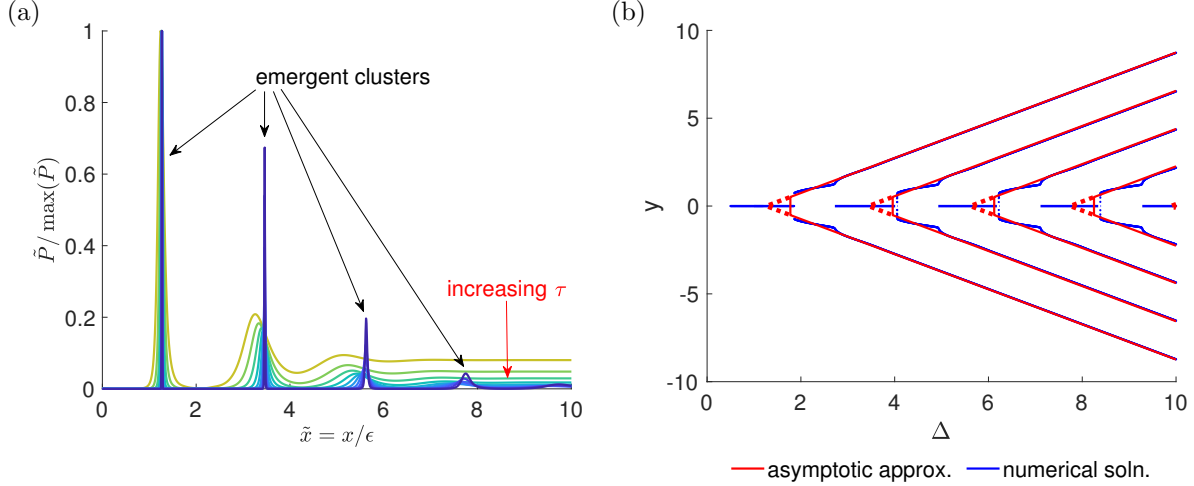 (a)
1
0.8
0.6
0.4
0.2
0
P̃/ max(P̃)
emergent clusters
increasing τ
0 2 4 6 8 10
x̃ = x/ϵ
(b)
10
5
0
-5
-10
y
0 2 4 6 8 10
Δ
asymptotic approx. numerical soln.